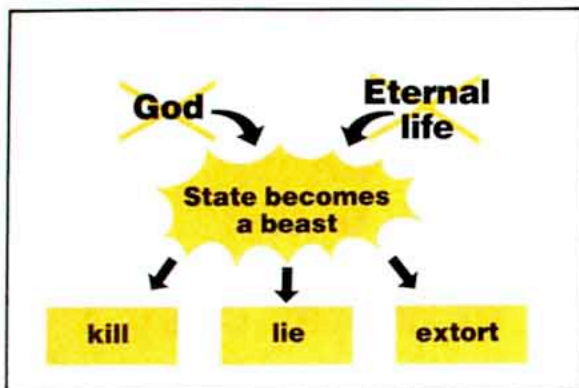 God
Eternal
life
State becomes
a beast
kill
lie
extort